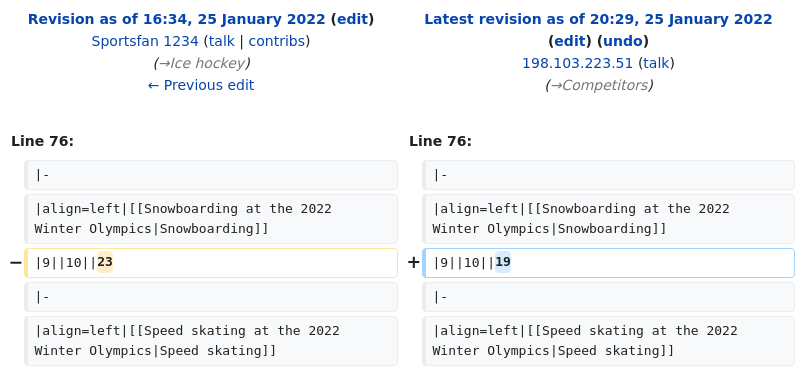 Revision as of 16:34, 25 January 2022 (edit)
Sportsfan 1234 (talk | contribs)
(→Ice hockey)
← Previous edit
Latest revision as of 20:29, 25 January 2022
(edit) (undo)
198.103.223.51 (talk)
(→Competitors)
Line 76:
|-
|align=left|[[Snowboarding at the 2022
Winter Olympics|Snowboarding]]
− |9||10||23
|-
|align=left|[[Speed skating at the 2022
Winter Olympics|Speed skating]]
Line 76:
|-
|align=left|[[Snowboarding at the 2022
Winter Olympics|Snowboarding]]
+ |9||10||19
|-
|align=left|[[Speed skating at the 2022
Winter Olympics|Speed skating]]